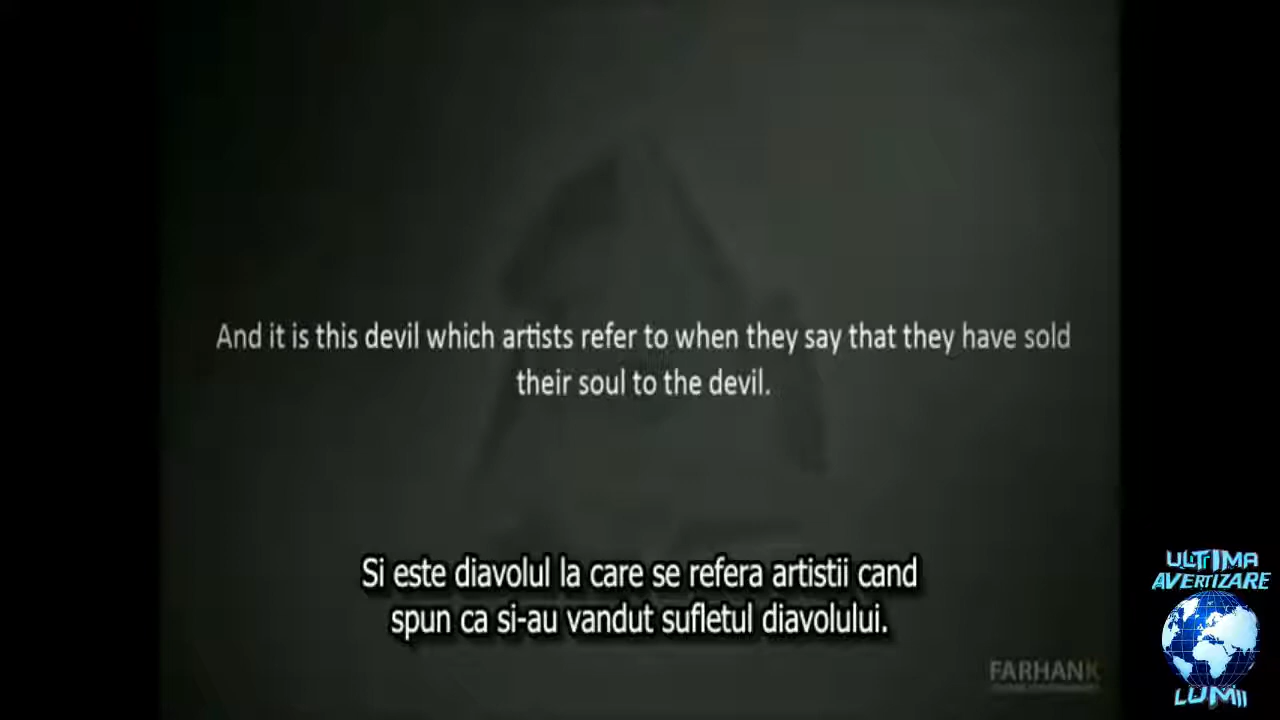 And it is this devil which artists refer to when they say that they have sold
their soul to the devil.
Si este diavolul la care se refera artistii cand
spun ca si-au vandut sufletul diavolului.
FARHANK
ULTIMA
AVERTIZARE
LUMII